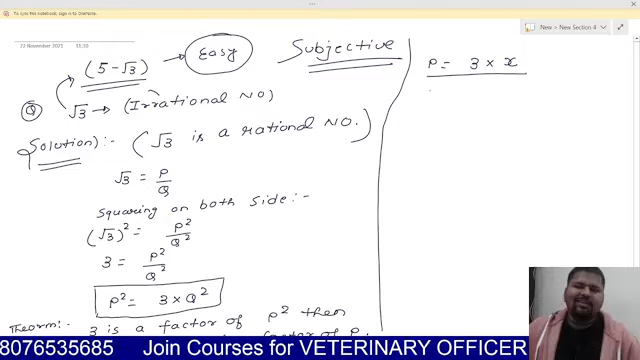 To sync this notebook, sign in to OneNote.
New » New Section 4
22 November 2021 11:10
(5-√3) → Easy
Subjective
Q √3 → (Irrational NO)
Solution:- (√3 is a rational NO.)
√3 = P/Q
Squaring on both side:-
(√3)² = P²/Q²
3 = P²/Q²
P² = 3 × Q²
Theorm:- 3 is a factor of P² then
factor of P.
P = 3 × x
8076535685 Join Courses for VETERINARY OFFICER